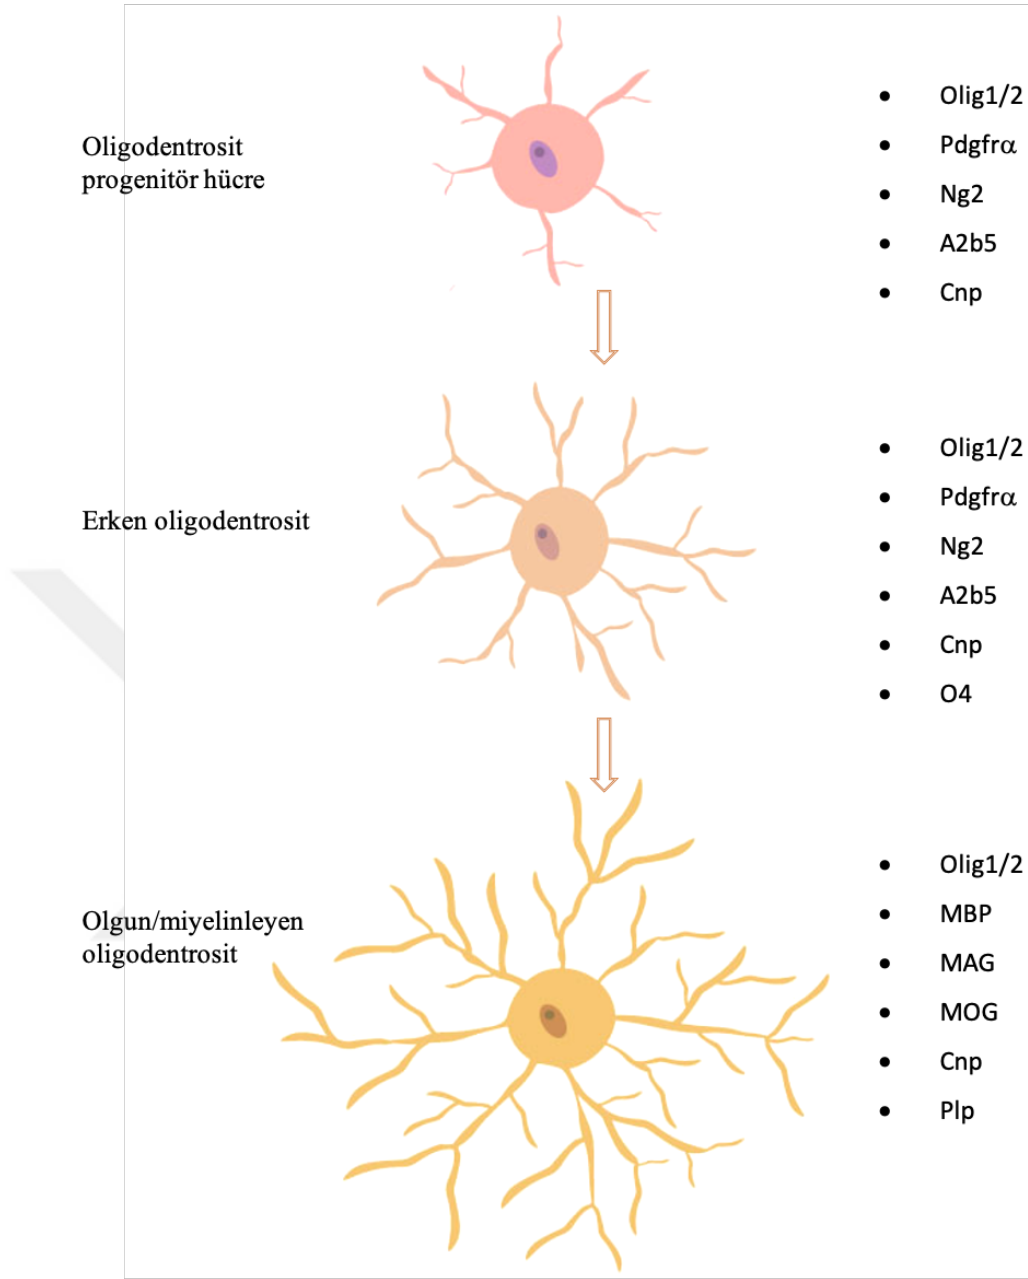 Oligodentrosit
progenitör hücre
• Olig1/2
• Pdgfrα
• Ng2
• A2b5
• Cnp
Erken oligodentrosit
• Olig1/2
• Pdgfrα
• Ng2
• A2b5
• Cnp
• O4
Olgun/miyelinleyen
oligodentrosit
• Olig1/2
• MBP
• MAG
• MOG
• Cnp
• Plp